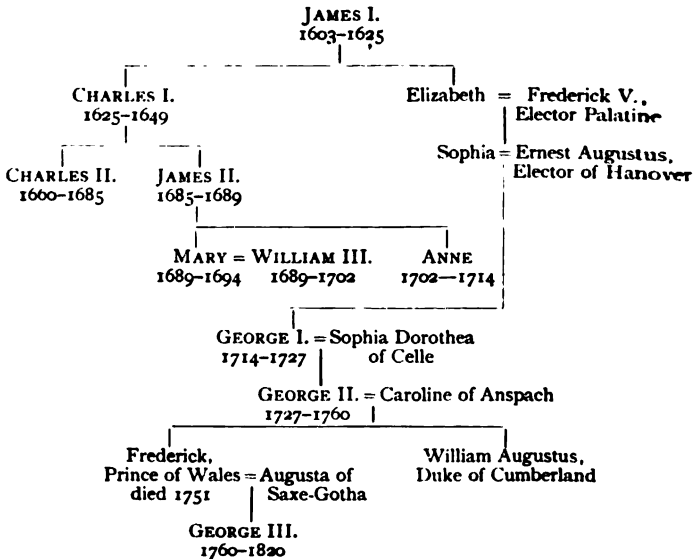 JAMES I.
1603-1625
CHARLES I.
1625-1649
Elizabeth = Frederick V.,
Elector Palatine
CHARLES II.
1660-1685
JAMES II.
1685-1689
Sophia = Ernest Augustus,
Elector of Hanover
MARY = WILLIAM III.
1689-1694 1689-1702
ANNE
1702—1714
GEORGE I. = Sophia Dorothea
1714-1727 of Celle
GEORGE II. = Caroline of Anspach
1727-1760
Frederick,
Prince of Wales = Augusta of
died 1751 Saxe-Gotha
William Augustus,
Duke of Cumberland
GEORGE III.
1760-1820